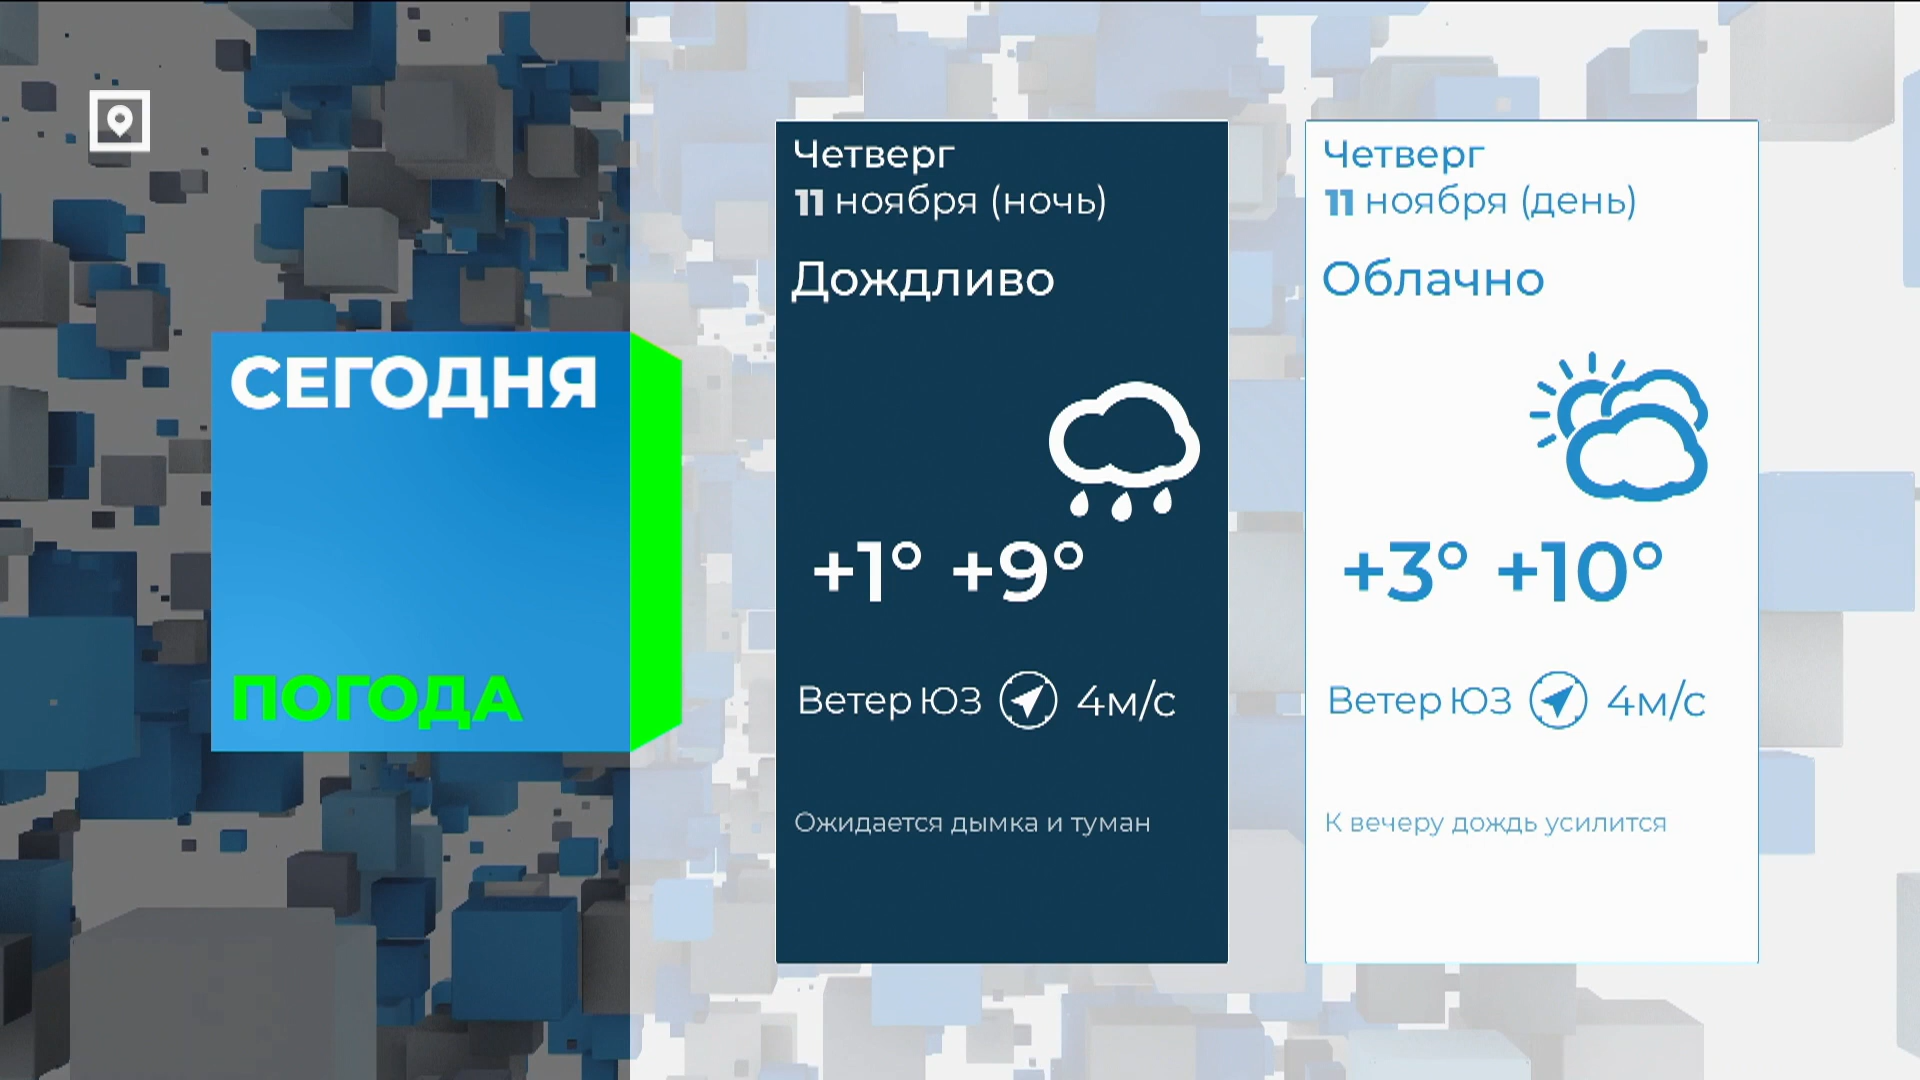 СЕГОДНЯ
ПОГОДА
Четверг
11 ноября (ночь)
Дождливо
+1° +9°
Ветер ЮЗ 4м/с
Ожидается дымка и туман
Четверг
11 ноября (день)
Облачно
+3° +10°
Ветер ЮЗ 4м/с
К вечеру дождь усилится